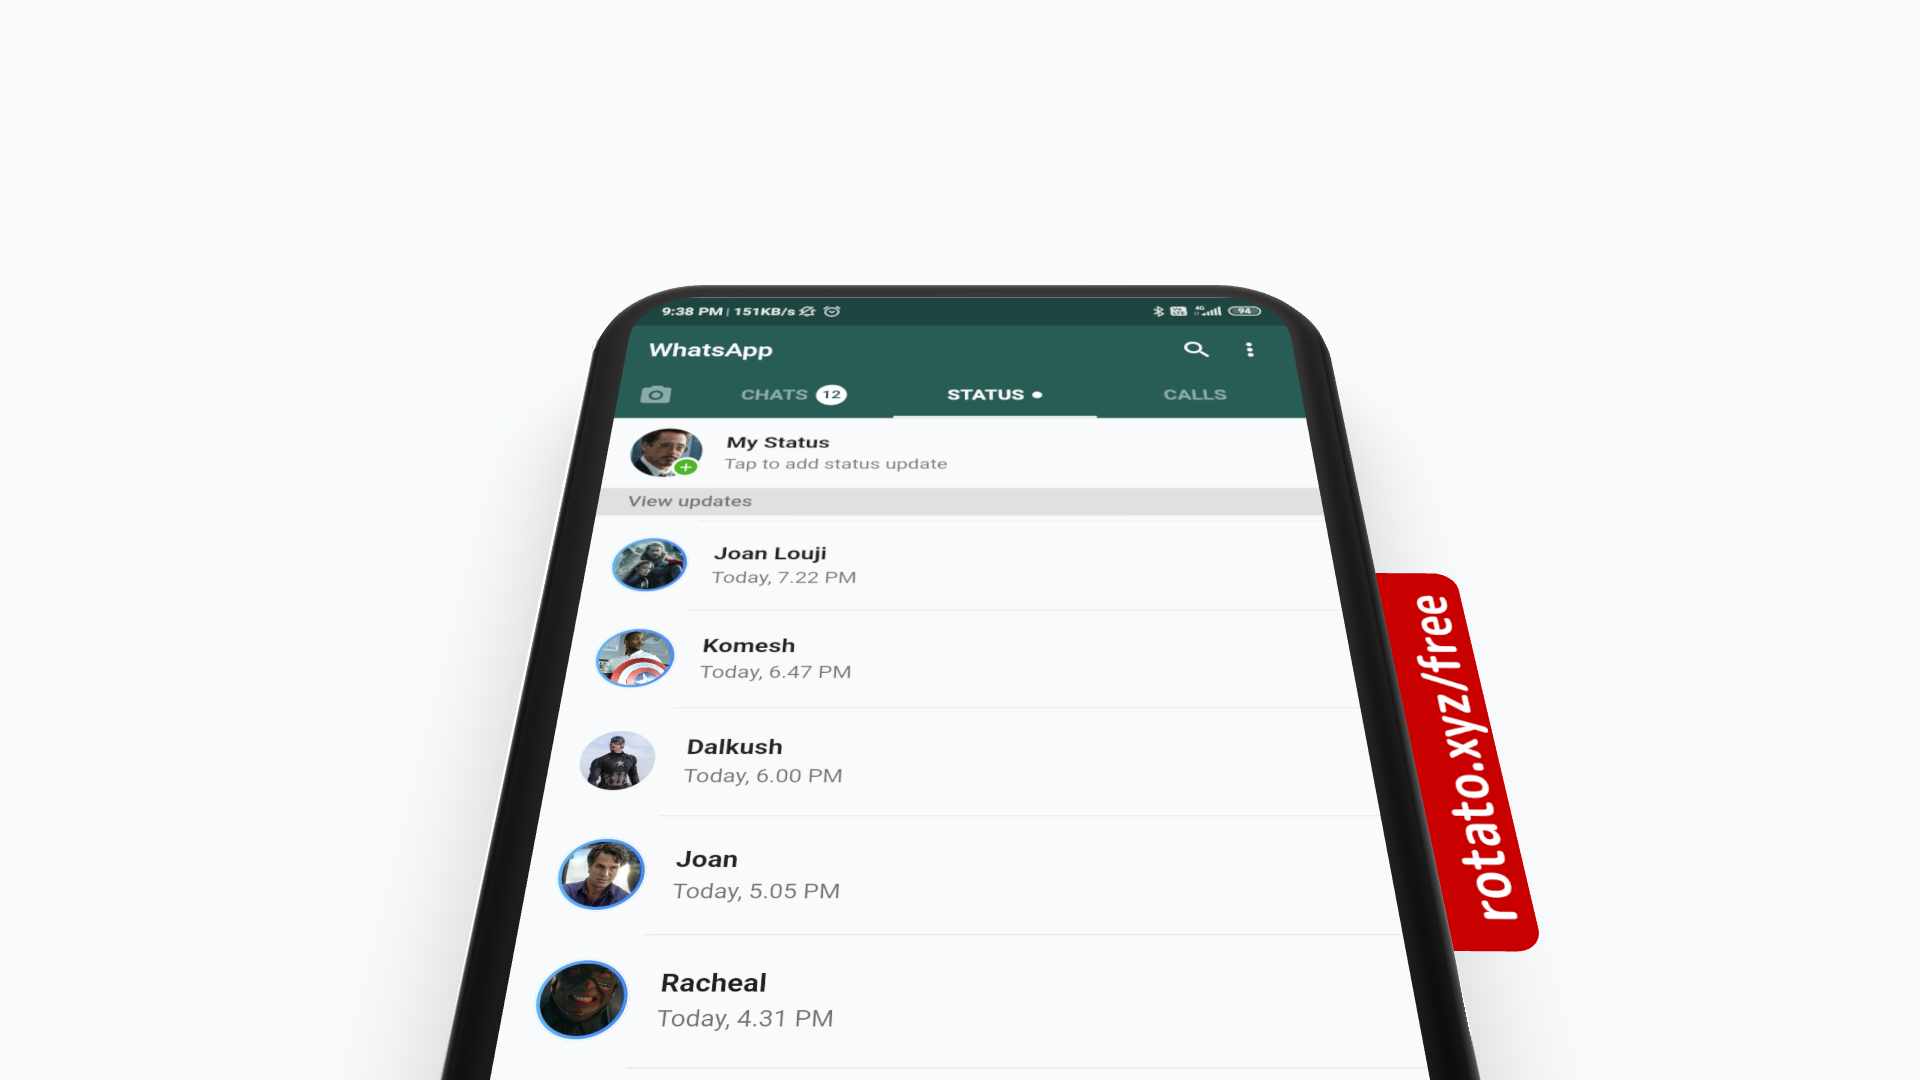 9:38 PM | 151KB/s
4G
94
WhatsApp
CHATS 12
STATUS •
CALLS
My Status
Tap to add status update
View updates
Joan Louji
Today, 7.22 PM
Komesh
Today, 6.47 PM
Dalkush
Today, 6.00 PM
Joan
Today, 5.05 PM
Racheal
Today, 4.31 PM
rotato.xyz/free